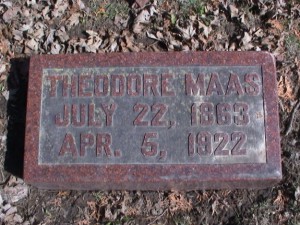 THEODORE MAAS
JULY 22, 1863
APR. 5, 1922